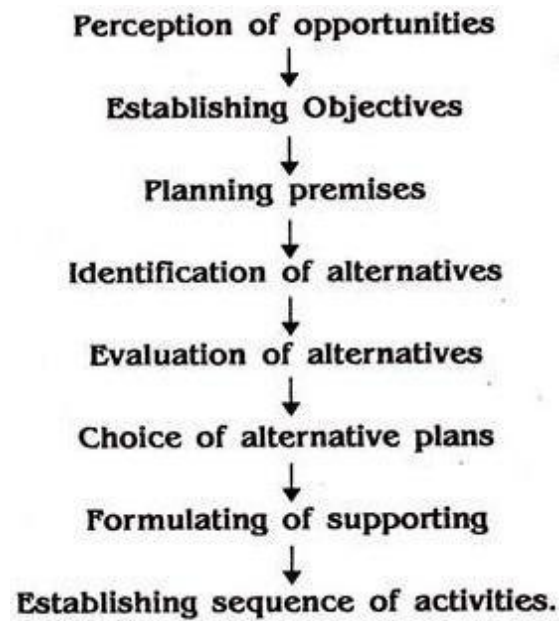 Perception of opportunities
Establishing Objectives
Planning premises
Identification of alternatives
Evaluation of alternatives
Choice of alternative plans
Formulating of supporting
Establishing sequence of activities.